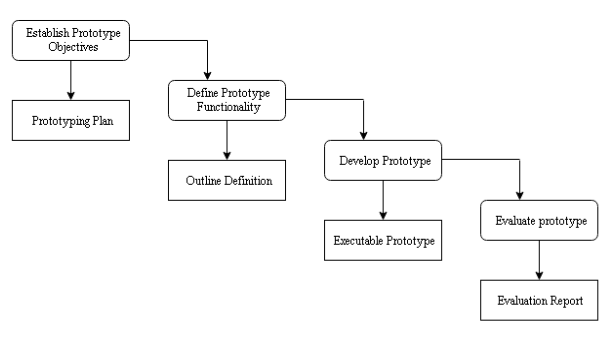 Establish Prototype
Objectives
Prototyping Plan
Define Prototype
Functionality
Outline Definition
Develop Prototype
Executable Prototype
Evaluate prototype
Evaluation Report